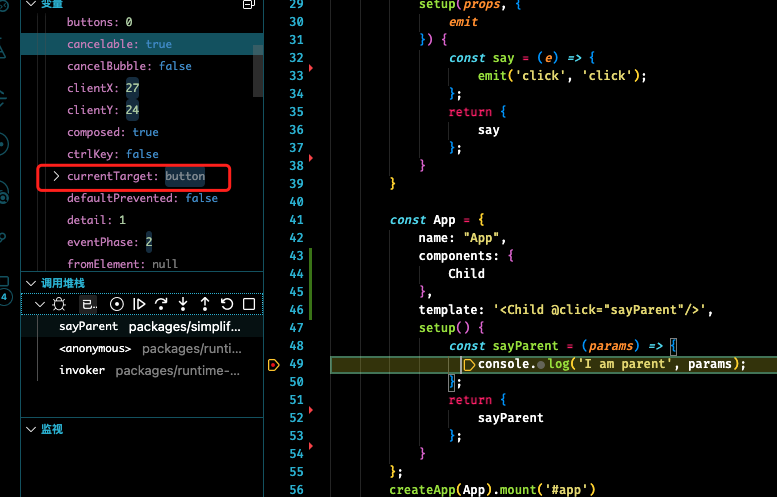 变量
buttons: 0
cancelable: true
cancelBubble: false
clientX: 27
clientY: 24
composed: true
ctrlKey: false
currentTarget: button
defaultPrevented: false
detail: 1
eventPhase: 2
fromElement: null
调用堆栈
sayParent packages/simplif...
<anonymous> packages/runti...
invoker packages/runtime-...
监视
4
29 setup(props, {
30 emit
31 }) {
32 const say = (e) => {
33 emit('click', 'click');
34 };
35 return {
36 say
37 };
38 }
39 }
40
41 const App = {
42 name: "App",
43 components: {
44 Child
45 },
46 template: '<Child @click="sayParent"/>',
47 setup() {
48 const sayParent = (params) => {
49 console.log('I am parent', params);
50 };
51 return {
52 sayParent
53 };
54 }
55 };
56 createApp(App).mount('#app')